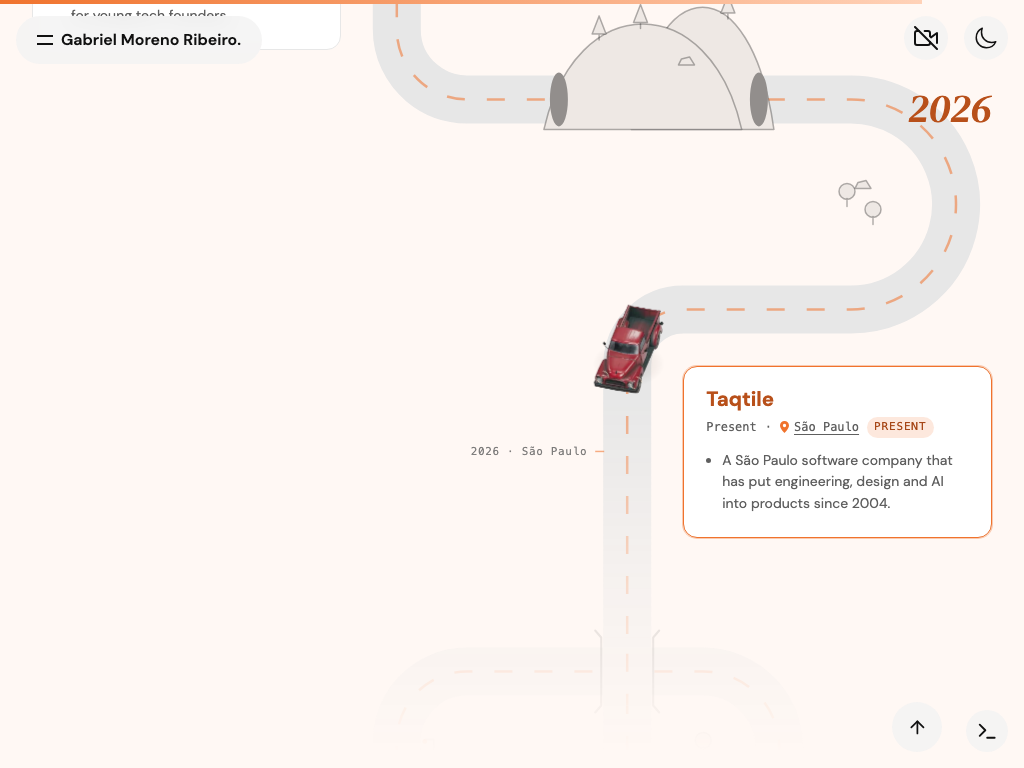 for young tech founders
Gabriel Moreno Ribeiro.
2026
Taqtile
Present · São Paulo PRESENT
2026 · São Paulo
• A São Paulo software company that
has put engineering, design and AI
into products since 2004.